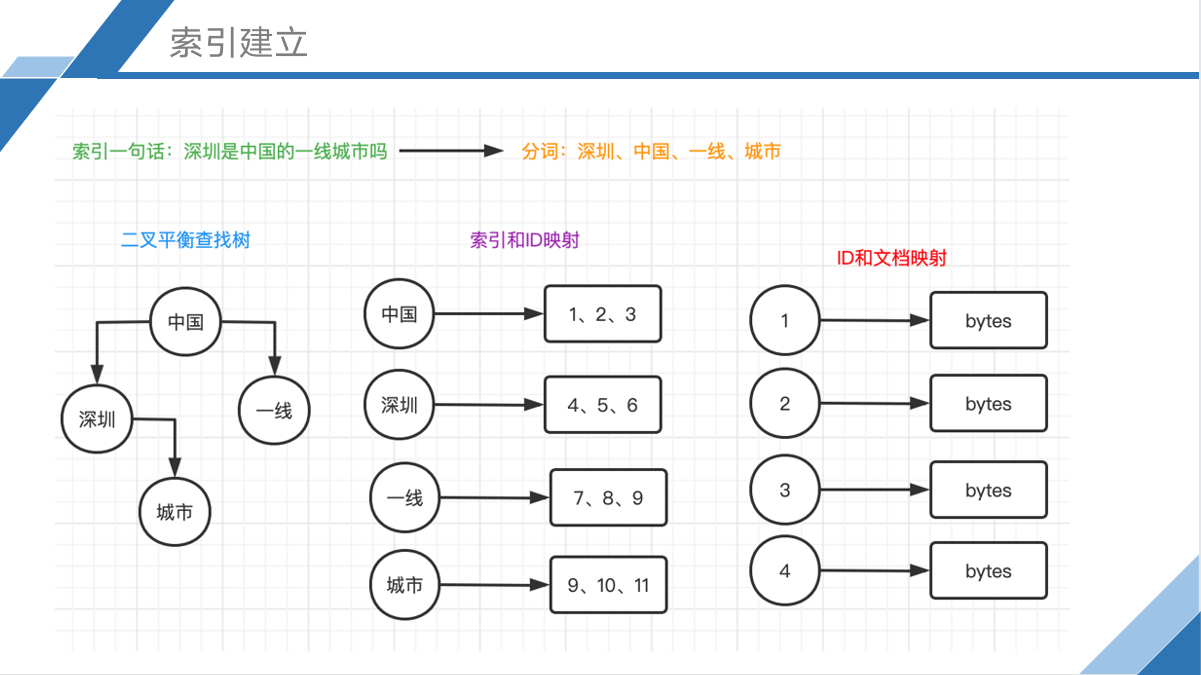 索引建立
索引一句话：深圳是中国的一线城市吗
分词：深圳、中国、一线、城市
二叉平衡查找树
中国
深圳
一线
城市
索引和ID映射
中国
1、2、3
深圳
4、5、6
一线
7、8、9
城市
9、10、11
ID和文档映射
1
bytes
2
bytes
3
bytes
4
bytes